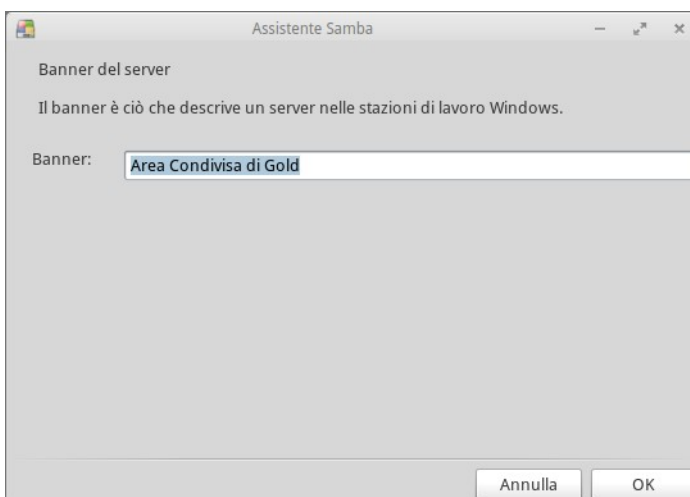 Assistente Samba
Banner del server
Il banner è ciò che descrive un server nelle stazioni di lavoro Windows.
Banner: Area Condivisa di Gold
Annulla OK